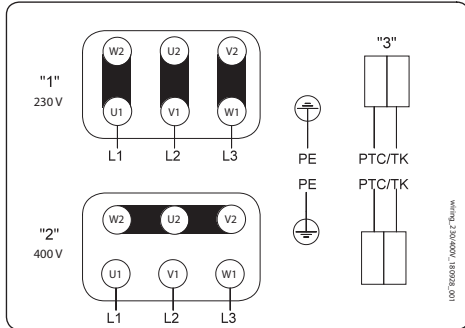 "1"
230 V
W2 U2 V2
U1 V1 W1
L1 L2 L3
PE
PE
"3"
PTC/TK
PTC/TK
"2"
400 V
W2 U2 V2
U1 V1 W1
L1 L2 L3
wiring_230/400V_180928_001